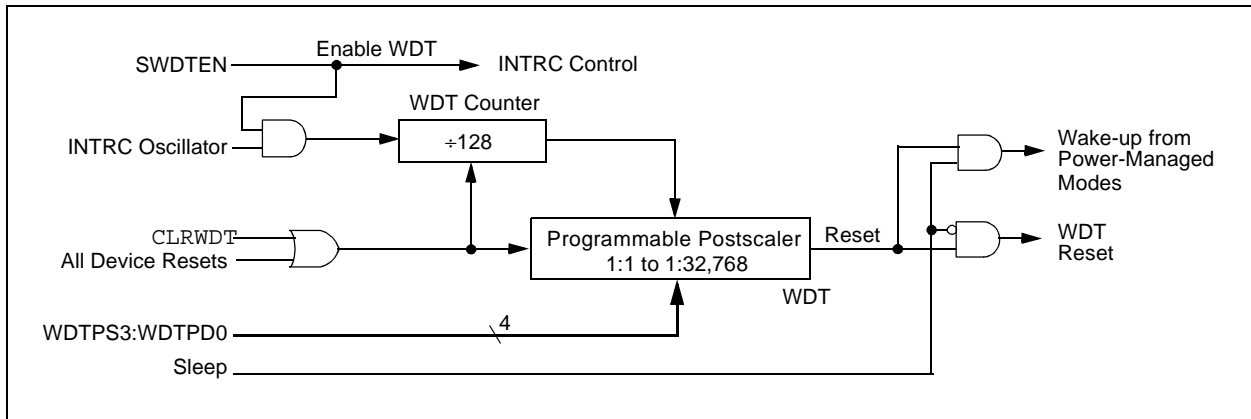 Enable WDT
SWDTEN
INTRC Control
WDT Counter
INTRC Oscillator
÷128
Wake-up from
Power-Managed
Modes
CLRWDT
All Device Resets
Programmable Postscaler
1:1 to 1:32,768
Reset
WDT
Reset
WDT
4
WDTPS3:WDTPD0
Sleep